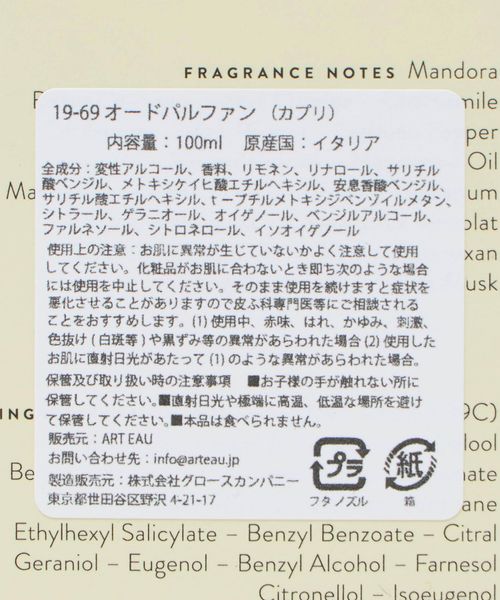 FRAGRANCE NOTES Mandora
19-69 オードパルファン （カプリ）
内容量：100ml 原産国：イタリア
全成分：変性アルコール、香料、リモネン、リナロール、サリチル
酸ベンジル、メトキシケイヒ酸エチルヘキシル、安息香酸ベンジル、
サリチル酸エチルヘキシル、t ーブチルメトキシジベンゾイルメタン、
シトラール、ゲラニオール、オイゲノール、ベンジルアルコール、
ファルネソール、シトロネロール、イソオイゲノール
使用上の注意：お肌に異常が生じていないかよく注意して使用
してください。化粧品がお肌に合わないとき即ち次のような場合
には使用を中止してください。そのまま使用を続けますと症状を
悪化させることがありますので皮ふ科専門医等にご相談される
ことをおすすめします。(1) 使用中、赤味、はれ、かゆみ、刺激、
色抜け ( 白斑等 ) や黒ずみ等の異常があらわれた場合 (2) 使用した
お肌に直射日光があたって (1) のような異常があらわれた場合。
保管及び取り扱い時の注意事項 ■お子様の手が触れない所に
保管してください。■直射日光や極端に高温、低温な場所を避け
て保管してください。■本品は食べられません。
販売元：ART EAU
お問い合わせ先：info@arteau.jp
製造販売元：株式会社グロースカンパニー
東京都世田谷区野沢 4-21-17
プラ
フタ ノズル
紙
箱
mile
per
Oil
Ma
um
olat
xan
usk
ING
9C)
lool
Be
nate
ane
Ethylhexyl Salicylate – Benzyl Benzoate – Citral
Geraniol – Eugenol – Benzyl Alcohol – Farnesol
Citronellol – Isoeugenol